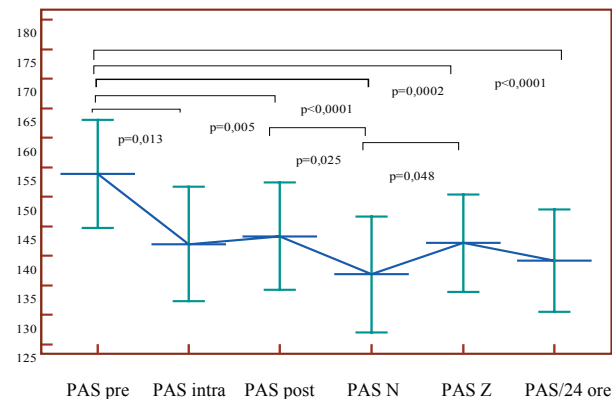 180
175
170
165
160
155
150
145
140
135
130
125
p<0,0001
p=0,0002
p<0,0001
p=0,005
p=0,013
p=0,025
p=0,048
PAS pre PAS intra PAS post PAS N PAS Z PAS/24 ore